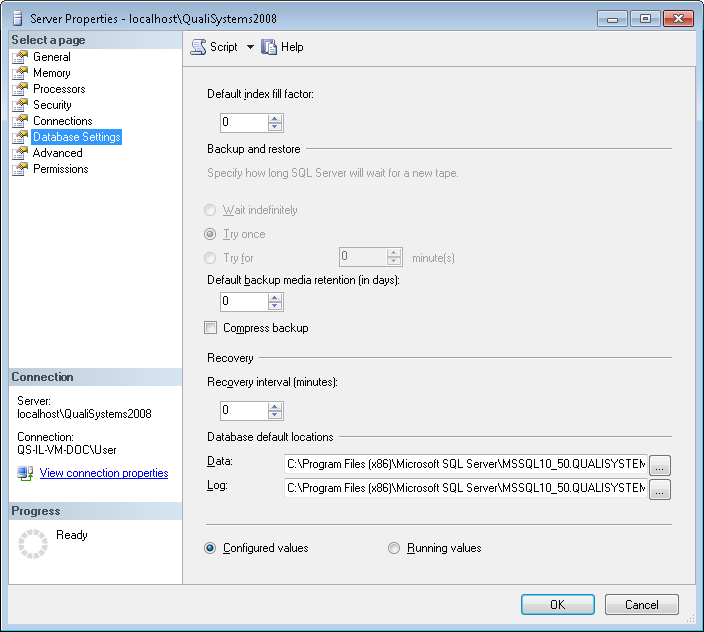 Server Properties - localhost\QualiSystems2008
Select a page
General
Memory
Processors
Security
Connections
Database Settings
Advanced
Permissions
Connection
Server:
localhost\QualiSystems2008
Connection:
QS-IL-VM-DOC\User
View connection properties
Progress
Ready
Script Help
Default index fill factor:
0
Backup and restore
Specify how long SQL Server will wait for a new tape.
Wait indefinitely
Try once
Try for 0 minute(s)
Default backup media retention (in days):
0
Compress backup
Recovery
Recovery interval (minutes):
0
Database default locations
Data: C:\Program Files (x86)\Microsoft SQL Server\MSSQL10_50.QUALISYSTEM ...
Log: C:\Program Files (x86)\Microsoft SQL Server\MSSQL10_50.QUALISYSTEM ...
Configured values Running values
OK Cancel